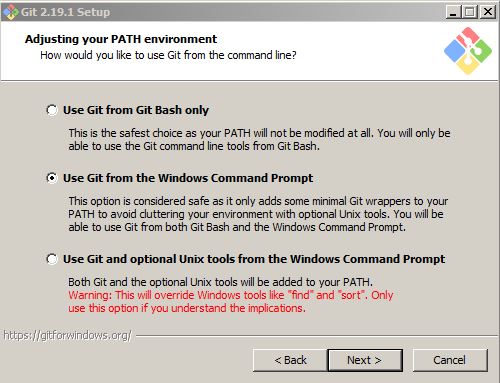 Git 2.19.1 Setup
Adjusting your PATH environment
How would you like to use Git from the command line?
Use Git from Git Bash only
This is the safest choice as your PATH will not be modified at all. You will only
be able to use the Git command line tools from Git Bash.
Use Git from the Windows Command Prompt
This option is considered safe as it only adds some minimal Git wrappers to your
PATH to avoid cluttering your environment with optional Unix tools. You will be
able to use Git from both Git Bash and the Windows Command Prompt.
Use Git and optional Unix tools from the Windows Command Prompt
Both Git and the optional Unix tools will be added to your PATH.
Warning: This will override Windows tools like "find" and "sort". Only
use this option if you understand the implications.
https://gitforwindows.org/
< Back
Next >
Cancel